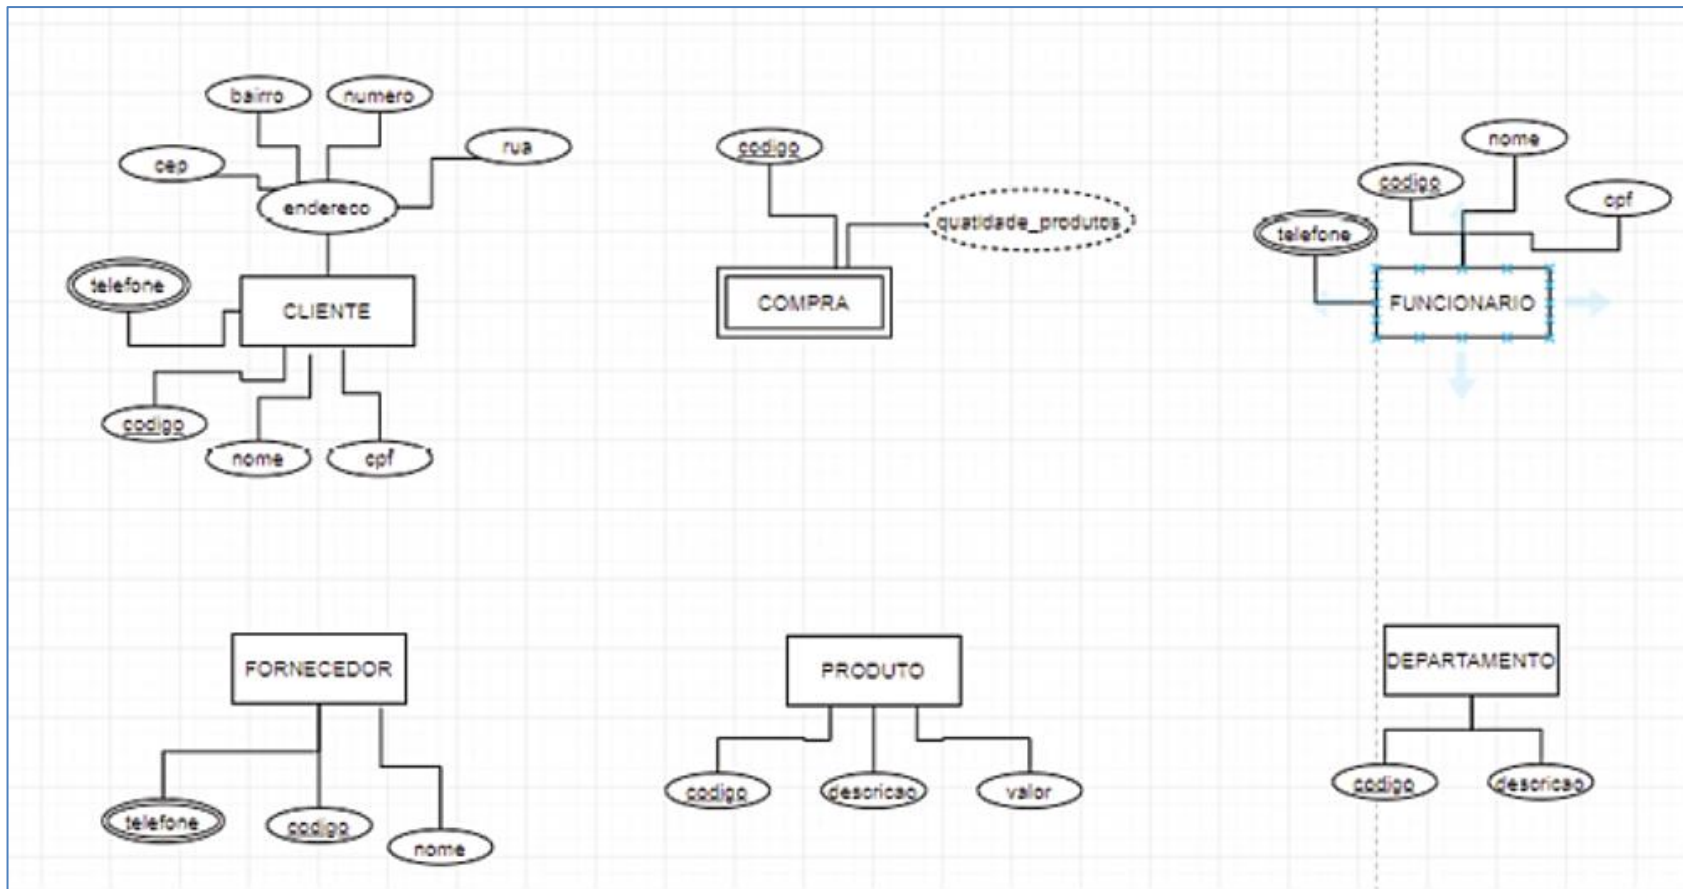 bairro
numero
rua
cep
endereco
telefone
CLIENTE
codigo
nome
cpf
codigo
quatidade_produtos
COMPRA
nome
codigo
cpf
telefone
FUNCIONARIO
FORNECEDOR
telefone
codigo
nome
PRODUTO
codigo
descricao
valor
DEPARTAMENTO
codigo
descricao